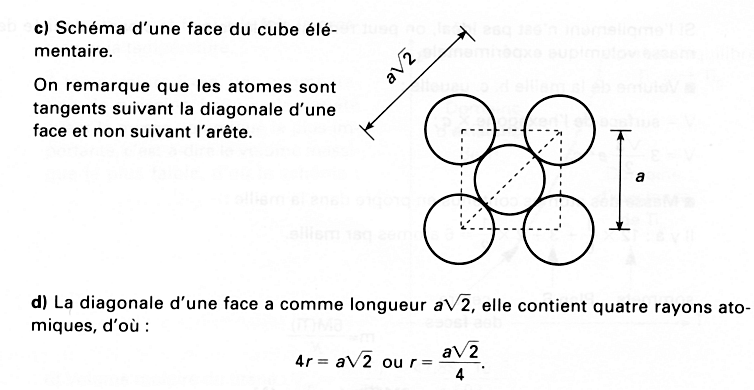 c) Schéma d'une face du cube élé-
mentaire.
On remarque que les atomes sont
tangents suivant la diagonale d'une
face et non suivant l'arête.
a√2
a
d) La diagonale d'une face a comme longueur a√2, elle contient quatre rayons ato-
miques, d'où :
4r = a√2 ou r = a√2/4.